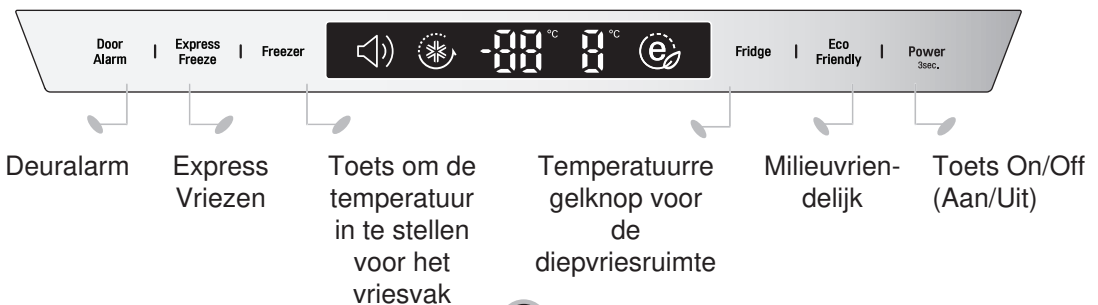 Door
Alarm
Express
Freeze
Freezer
-88 °C
8 °C
e
Fridge
Eco
Friendly
Power
3sec.
Deuralarm
Express
Vriezen
Toets om de
temperatuur
in te stellen
voor het
vriesvak
Temperatuurre
gelknop voor
de
diepvriesruimte
Milieuvrien-
delijk
Toets On/Off
(Aan/Uit)